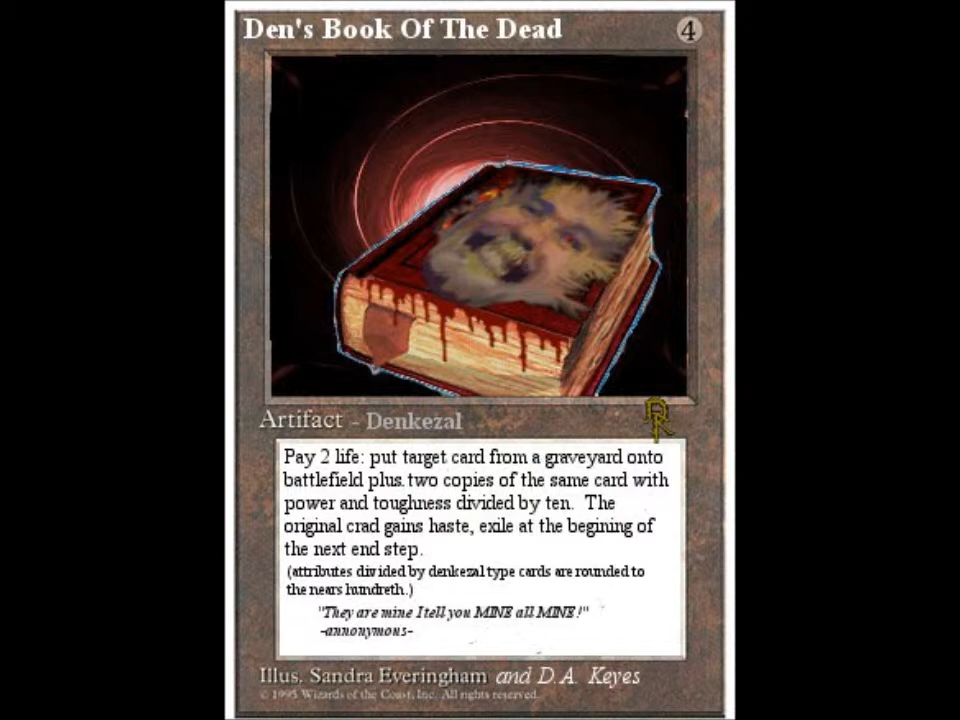 Den's Book Of The Dead 4
Artifact - Denkezal
DK
Pay 2 life: put target card from a graveyard onto
battlefield plus.two copies of the same card with
power and toughness divided by ten. The
original crad gains haste, exile at the begining of
the next end step.
(attributes divided by denkezal type cards are rounded to
the nears hundreth.)
"They are mine I tell you MINE all MINE!"
-annonymous-
Illus. Sandra Everingham and D.A. Keyes
© 1995 Wizards of the Coast, Inc. All rights reserved.